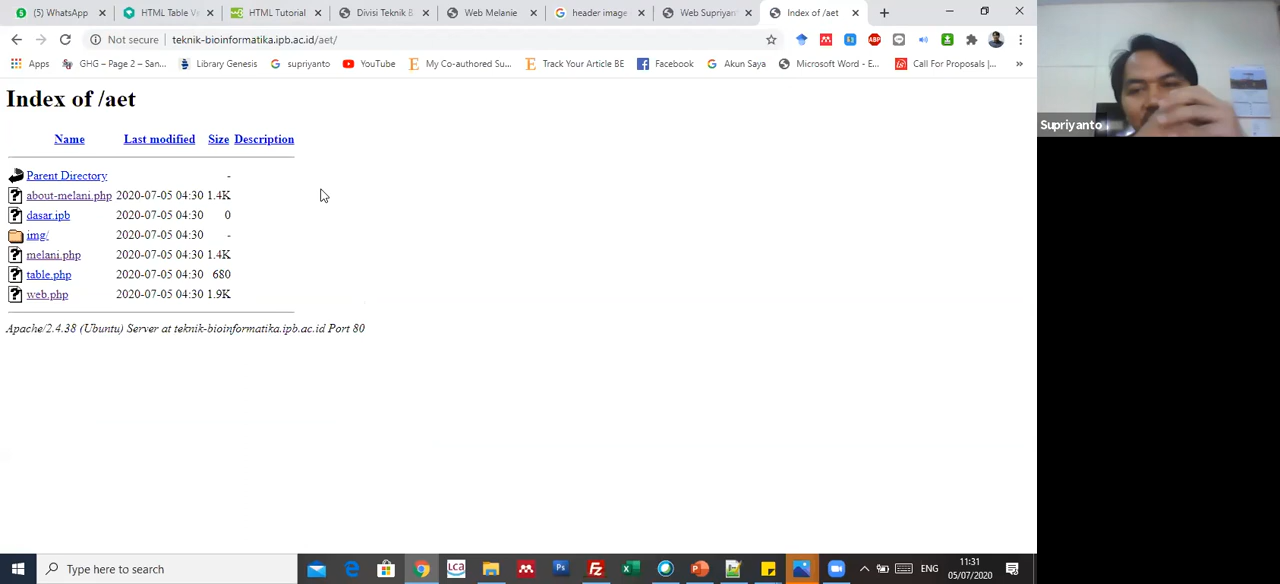 (5) WhatsApp
HTML Table V
HTML Tutorial
Divisi Teknik B
Web Melanie
header image
Web Supriyan
Index of /aet
Not secure
teknik-bioinformatika.ipb.ac.id/aet/
Apps
GHG – Page 2 – San...
Library Genesis
supriyanto
YouTube
My Co-authored Su...
Track Your Article BE
Facebook
Akun Saya
Microsoft Word - E...
Call For Proposals |...
»
Index of /aet
Name Last modified Size Description
Parent Directory -
about-melani.php 2020-07-05 04:30 1.4K
dasar.ipb 2020-07-05 04:30 0
img/ 2020-07-05 04:30 -
melani.php 2020-07-05 04:30 1.4K
table.php 2020-07-05 04:30 680
web.php 2020-07-05 04:30 1.9K
Apache/2.4.38 (Ubuntu) Server at teknik-bioinformatika.ipb.ac.id Port 80
Supriyanto
Type here to search
LCA
Ps
Fz
ENG
11:31
05/07/2020